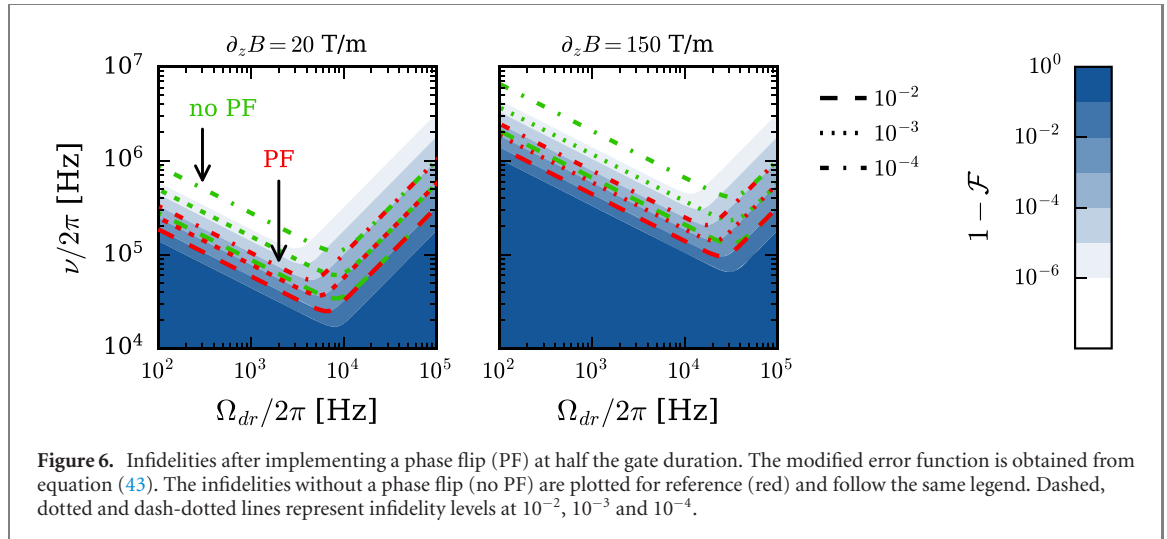 ∂zB = 20 T/m
∂zB = 150 T/m
10^7
10^6
10^5
10^4
ν/2π [Hz]
no PF
PF
10^2 10^3 10^4 10^5
10^2 10^3 10^4 10^5
Ω_dr/2π [Hz]
Ω_dr/2π [Hz]
10^−2
10^−3
10^−4
1 − ℱ
10^0
10^−2
10^−4
10^−6
Figure 6. Infidelities after implementing a phase flip (PF) at half the gate duration. The modified error function is obtained from
equation (43). The infidelities without a phase flip (no PF) are plotted for reference (red) and follow the same legend. Dashed,
dotted and dash-dotted lines represent infidelity levels at 10^−2, 10^−3 and 10^−4.